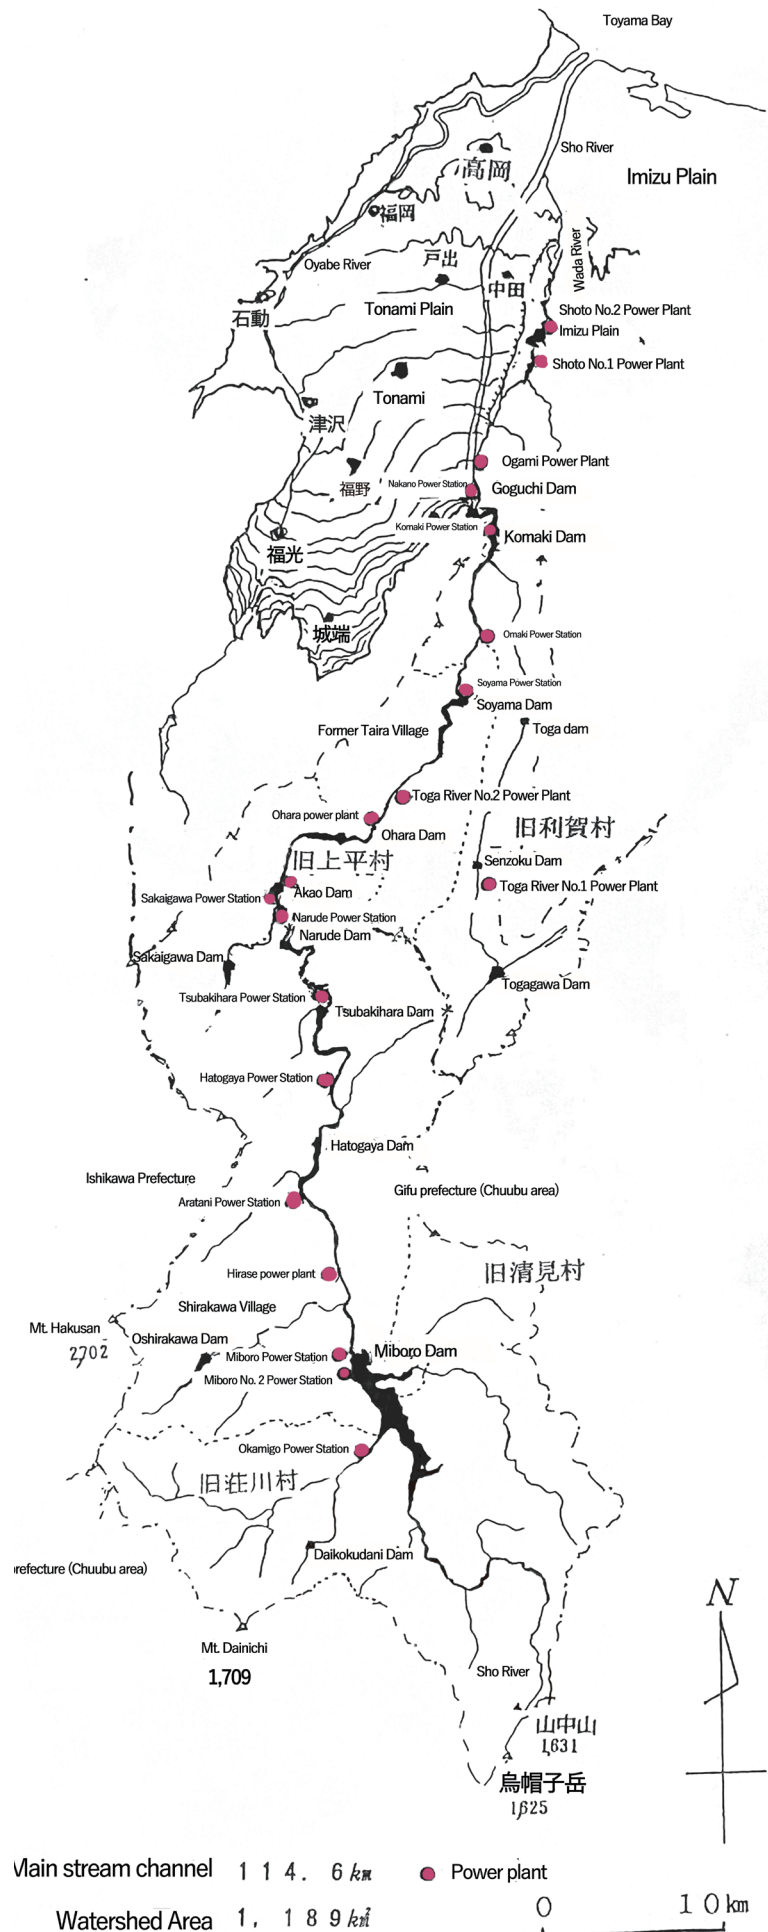 Toyama Bay
Sho River
高岡
Imizu Plain
福岡
Wada River
戸出
Oyabe River
中田
Tonami Plain
Shoto No.2 Power Plant
石動
Imizu Plain
Shoto No.1 Power Plant
Tonami
津沢
Ogami Power Plant
Nakano Power Station
Goguchi Dam
福野
Komaki Power Station
Komaki Dam
福光
城端
Omaki Power Station
Soyama Power Station
Soyama Dam
Former Taira Village
Toga dam
Toga River No.2 Power Plant
Ohara power plant
旧利賀村
Ohara Dam
旧上平村
Senzoku Dam
Toga River No.1 Power Plant
Akao Dam
Sakaigawa Power Station
Narude Power Station
Narude Dam
Sakaigawa Dam
Togagawa Dam
Tsubakihara Power Station
Tsubakihara Dam
Hatogaya Power Station
Hatogaya Dam
Ishikawa Prefecture
Gifu prefecture (Chuubu area)
Aratani Power Station
Hirase power plant
旧清見村
Shirakawa Village
Mt. Hakusan
2,702
Oshirakawa Dam
Miboro Dam
Miboro Power Station
Miboro No. 2 Power Station
Okamigo Power Station
旧荘川村
Daikokudani Dam
refecture (Chuubu area)
N
Mt. Dainichi
1,709
Sho River
山中山
1,631
烏帽子岳
1,625
Main stream channel 114.6km
Power plant
Watershed Area 1,189km²
0 10km